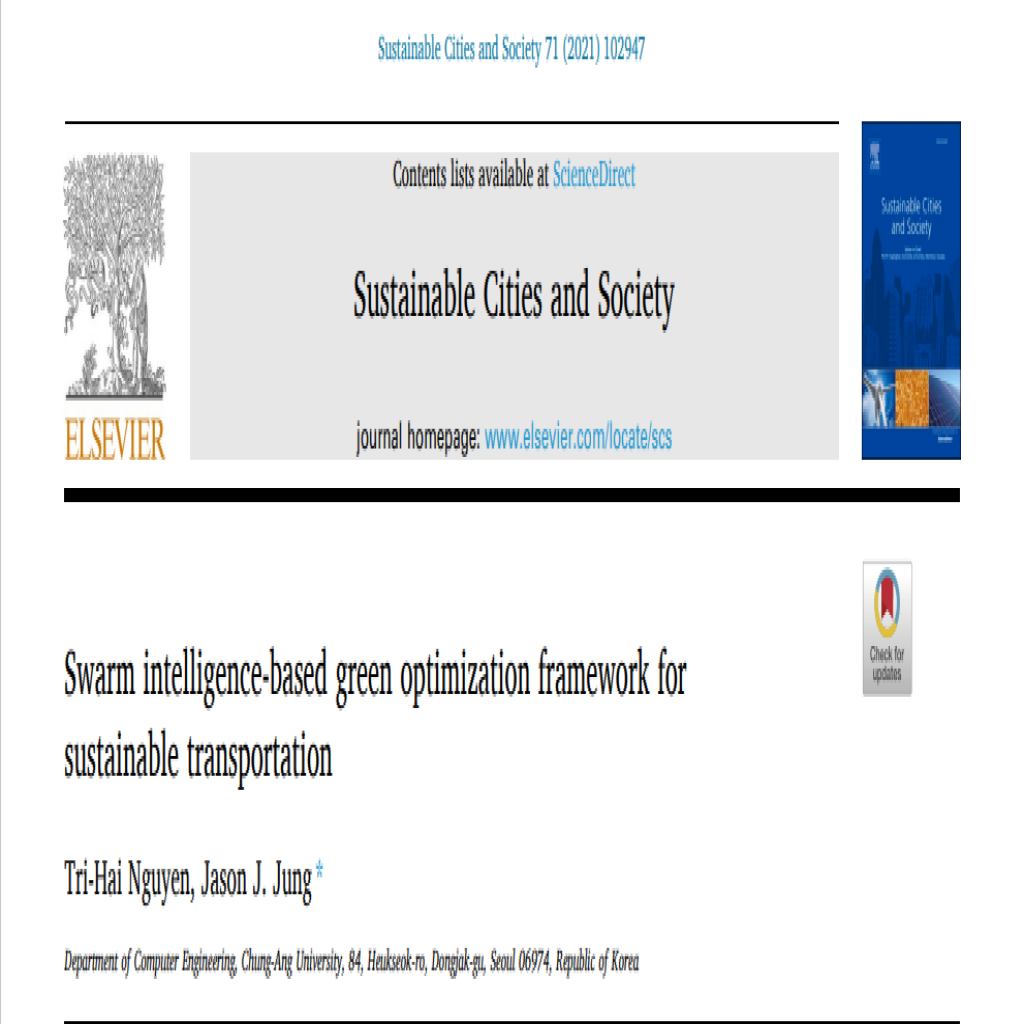 Sustainable Cities and Society 71 (2021) 102947
Contents lists available at ScienceDirect
Sustainable Cities and Society
journal homepage: www.elsevier.com/locate/scs
ELSEVIER
Sustainable Cities
and Society
Check for
updates
Swarm intelligence-based green optimization framework for
sustainable transportation
Tri-Hai Nguyen, Jason J. Jung *
Department of Computer Engineering, Chung-Ang University, 84, Heukseok-ro, Dongjak-gu, Seoul 06974, Republic of Korea